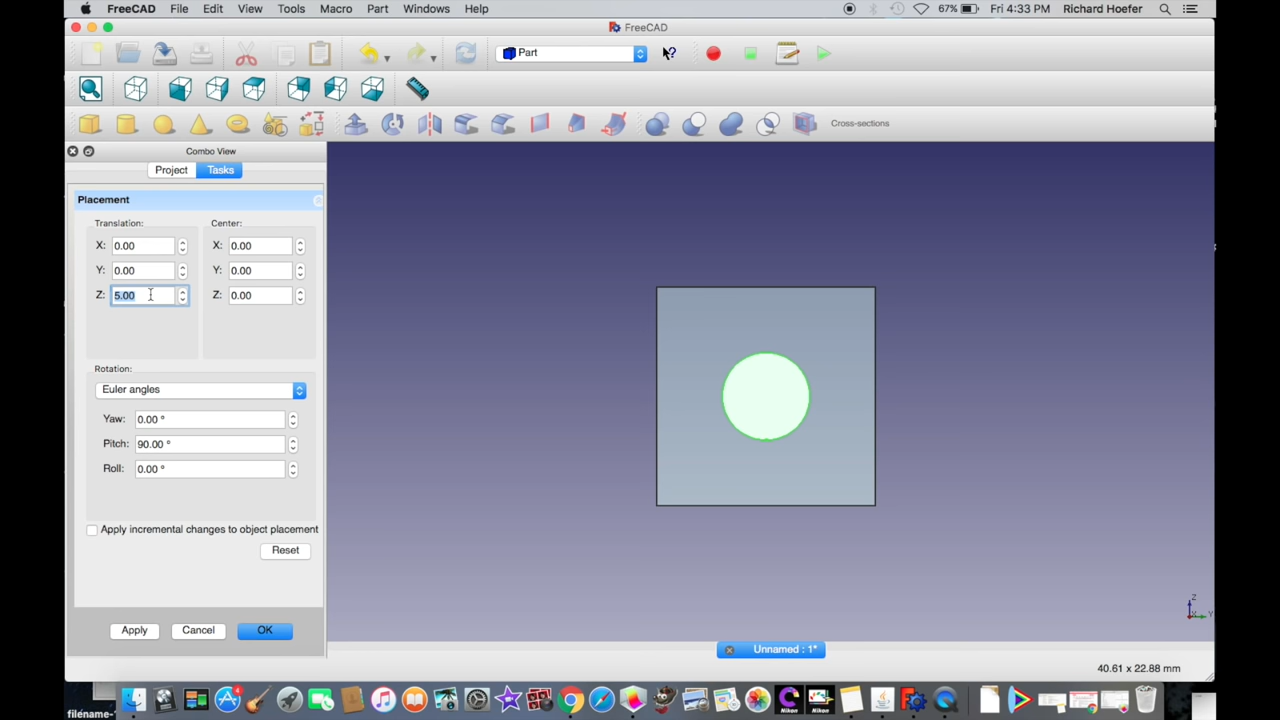 FreeCAD File Edit View Tools Macro Part Windows Help 67% Fri 4:33 PM Richard Hoefer
FreeCAD
Part
Cross-sections
Combo View
Project Tasks
Placement
Translation: Center:
X: 0.00 X: 0.00
Y: 0.00 Y: 0.00
Z: 5.00 Z: 0.00
Rotation:
Euler angles
Yaw: 0.00 °
Pitch: 90.00 °
Roll: 0.00 °
Apply incremental changes to object placement
Reset
Z
Y
Apply Cancel OK
Unnamed : 1*
40.61 x 22.88 mm
Nikon Nikon
filename-